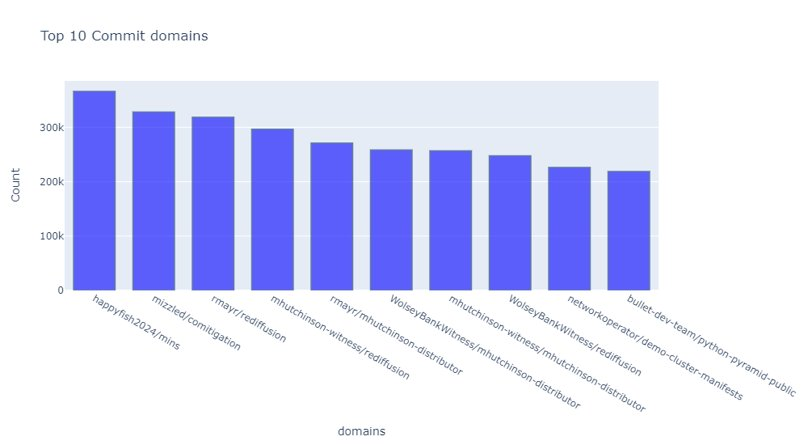 Top 10 Commit domains
Count
300k
200k
100k
0
happyfish2024/mins
mizzled/comitigation
rmayr/rediffusion
mhutchinson-witness/rediffusion
rmayr/mhutchinson-distributor
WolseyBankWitness/mhutchinson-distributor
mhutchinson-witness/mhutchinson-distributor
WolseyBankWitness/rediffusion
networkoperator/demo-cluster-manifests
bullet-dev-team/python-pyramid-public
domains